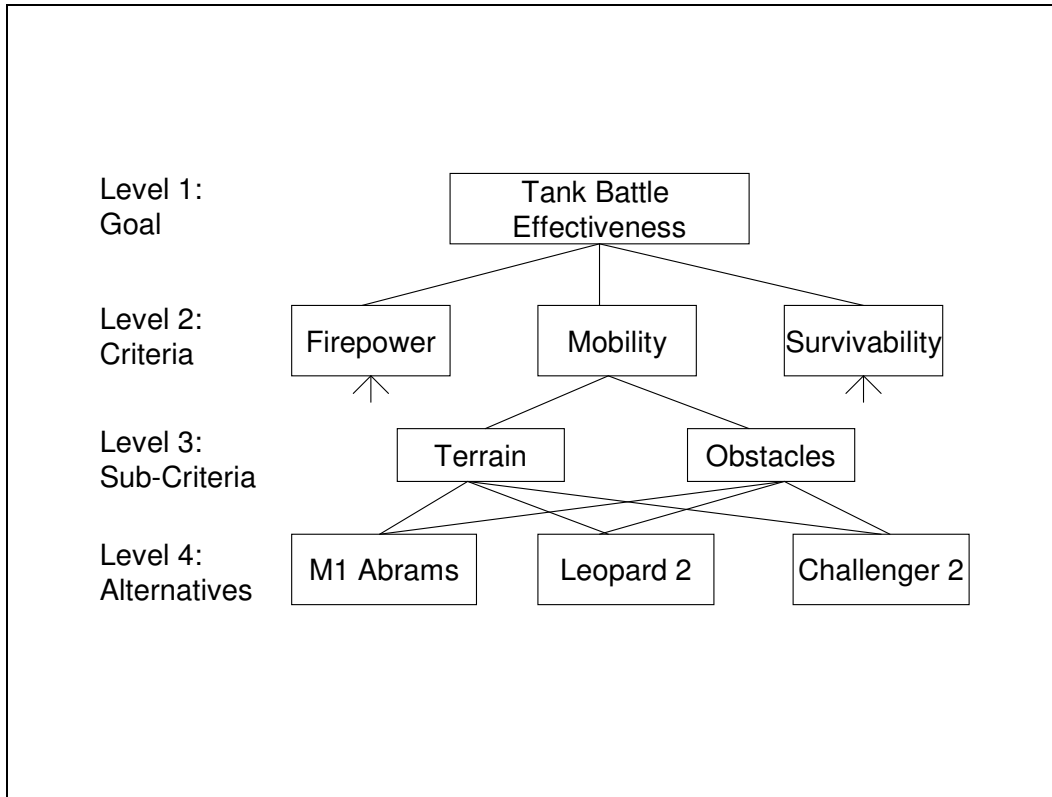 Level 1:
Goal
Tank Battle
Effectiveness
Level 2:
Criteria
Firepower
Mobility
Survivability
Level 3:
Sub-Criteria
Terrain
Obstacles
Level 4:
Alternatives
M1 Abrams
Leopard 2
Challenger 2